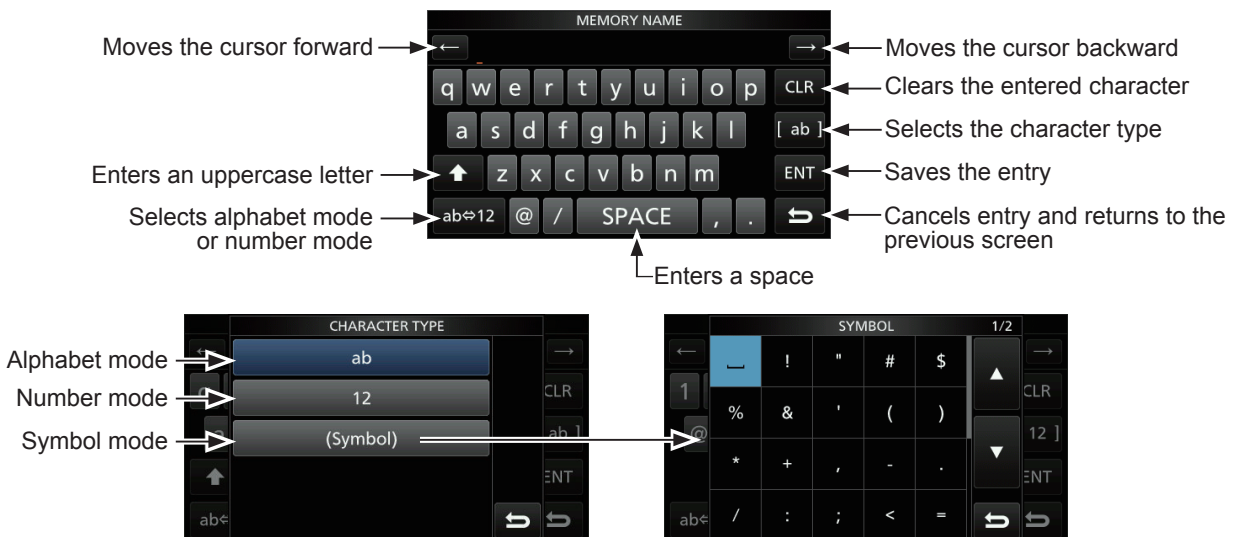 MEMORY NAME
Moves the cursor forward
←
→
Moves the cursor backward
q w e r t y u i o p
CLR
Clears the entered character
a s d f g h j k l
[ ab ]
Selects the character type
Enters an uppercase letter
z x c v b n m
ENT
Saves the entry
Selects alphabet mode
or number mode
ab⇔12 @ / SPACE , .
Cancels entry and returns to the
previous screen
Enters a space
CHARACTER TYPE
Alphabet mode
ab
→
Number mode
12
CLR
Symbol mode
(Symbol)
ab ]
ENT
ab⇔
SYMBOL
1/2
←
→
! " # $
1
CLR
% & ' ( )
@
12 ]
* + , - .
ENT
/ : ; < =
ab⇔